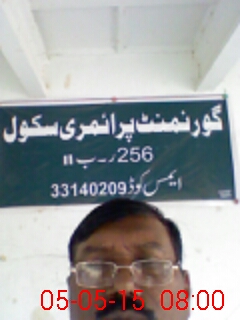 گورنمنٹ پرائمری سکول
256 ر۔ب II
ایمس کوڈ 33140209
05-05-15 08:00